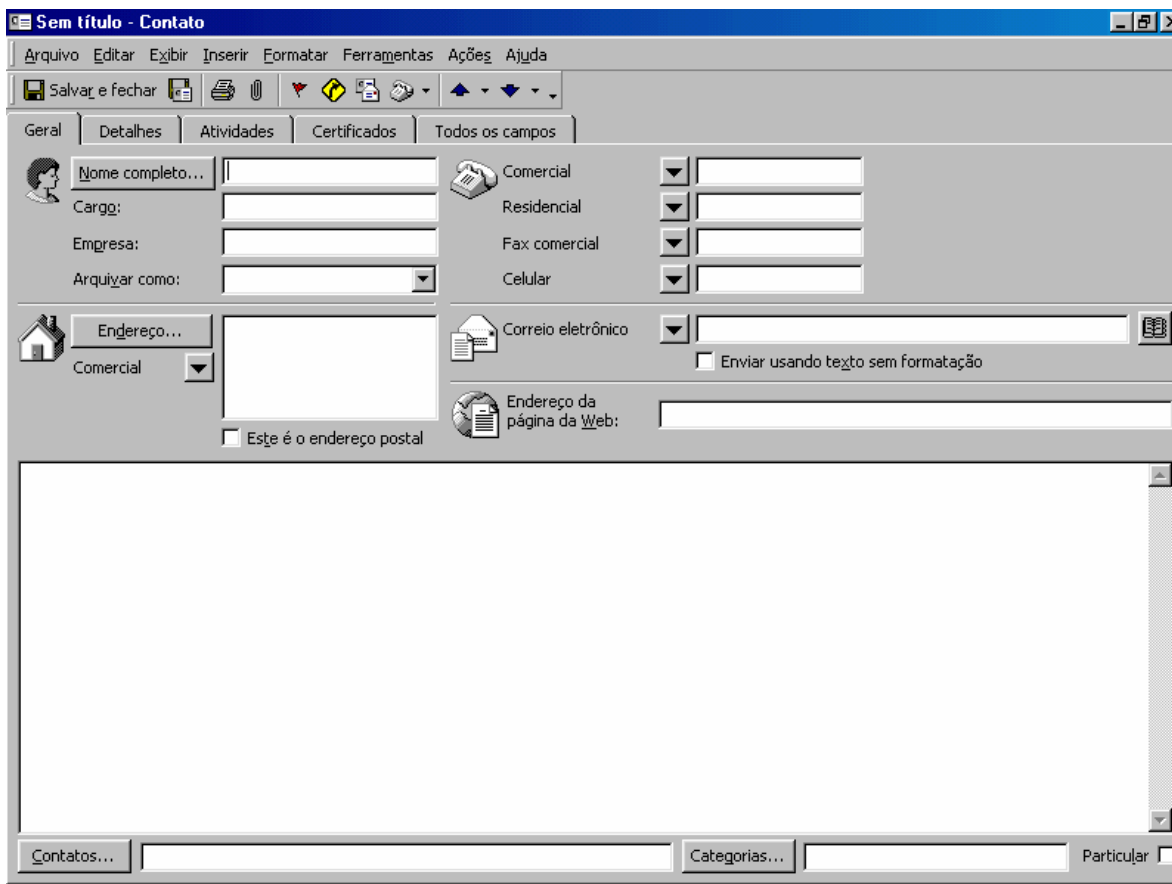 Sem título - Contato
Arquivo Editar Exibir Inserir Formatar Ferramentas Ações Ajuda
Salvar e fechar
Geral Detalhes Atividades Certificados Todos os campos
Nome completo...
Cargo:
Empresa:
Arquivar como:
Comercial
Residencial
Fax comercial
Celular
Endereço...
Comercial
Este é o endereço postal
Correio eletrônico
Enviar usando texto sem formatação
Endereço da
página da Web:
Contatos... Categorias... Particular